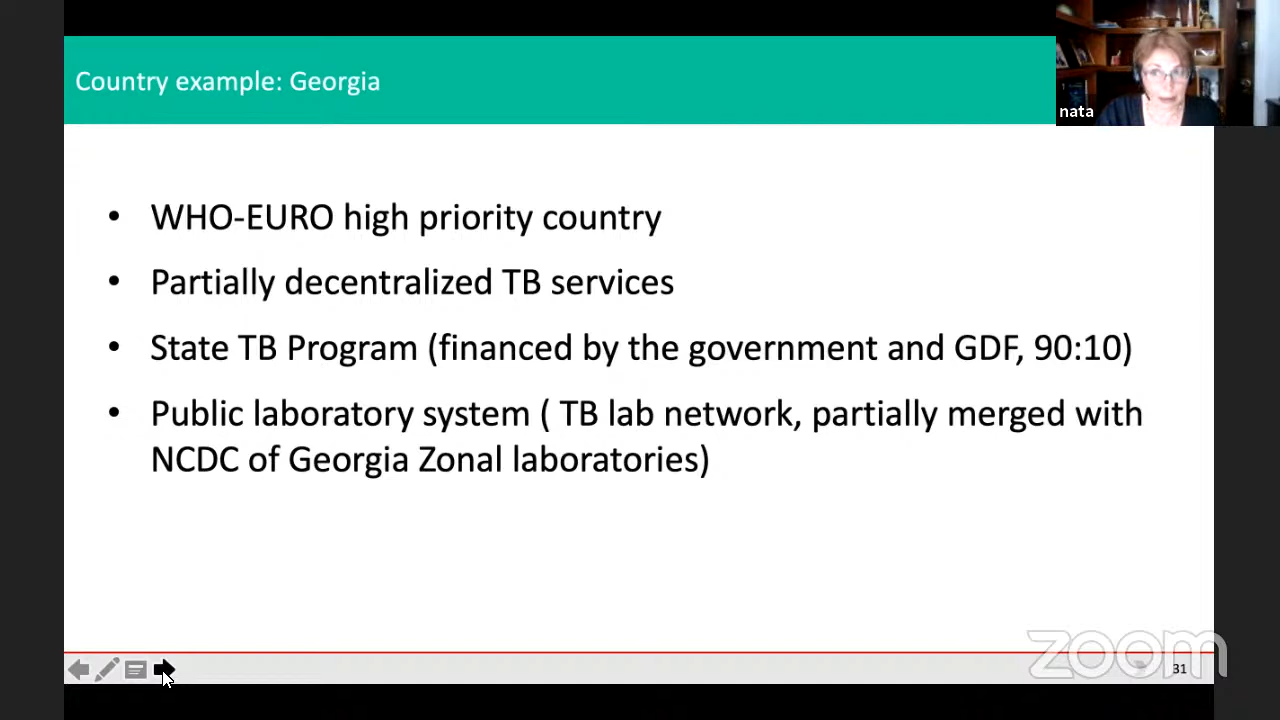 Country example: Georgia
nata
• WHO-EURO high priority country
• Partially decentralized TB services
• State TB Program (financed by the government and GDF, 90:10)
• Public laboratory system ( TB lab network, partially merged with
NCDC of Georgia Zonal laboratories)
zoom
31